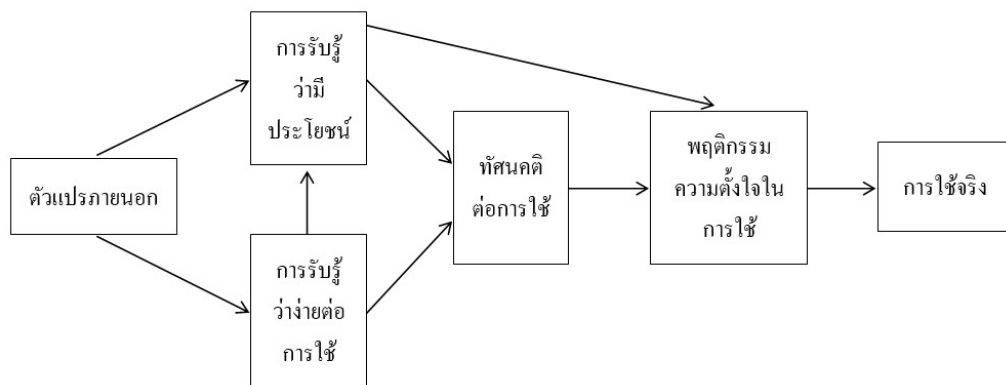 การรับรู้
ว่ามี
ประโยชน์
ตัวแปรภายนอก
การรับรู้
ว่าง่ายต่อ
การใช้
ทัศนคติ
ต่อการใช้
พฤติกรรม
ความตั้งใจใน
การใช้
การใช้จริง